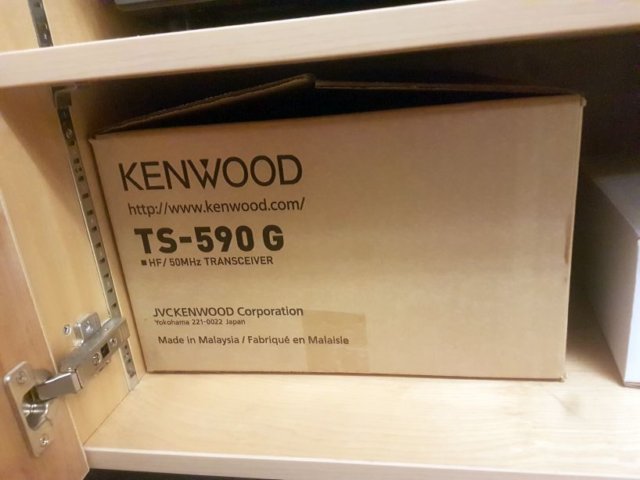 KENWOOD
http://www.kenwood.com/
TS-590 G
■ HF/50MHz TRANSCEIVER
JVCKENWOOD Corporation
Yokohama 221-0022 Japan
Made in Malaysia / Fabriqué en Malaisie